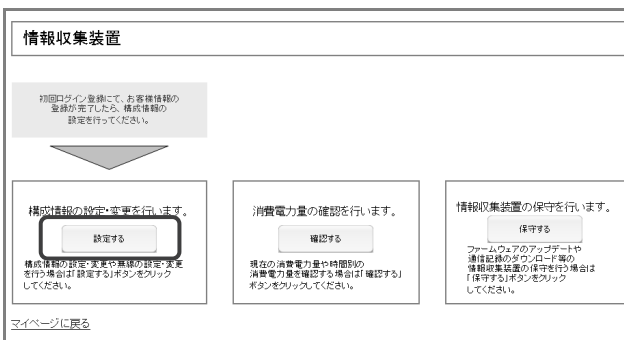 情報収集装置
初回ログイン登録にて、お客様情報の
登録が完了したら、構成情報の
設定を行ってください。
構成情報の設定・変更を行います。
設定する
構成情報の設定・変更や無線の設定・変更
を行う場合は「設定する」ボタンをクリック
してください。
消費電力量の確認を行います。
確認する
現在の消費電力量や時間別の
消費電力量を確認する場合は「確認する」
ボタンをクリックしてください。
情報収集装置の保守を行います。
保守する
ファームウェアのアップデートや
通信記録のダウンロード等の
情報収集装置の保守を行う場合は
「保守する」ボタンをクリック
してください。
マイページに戻る